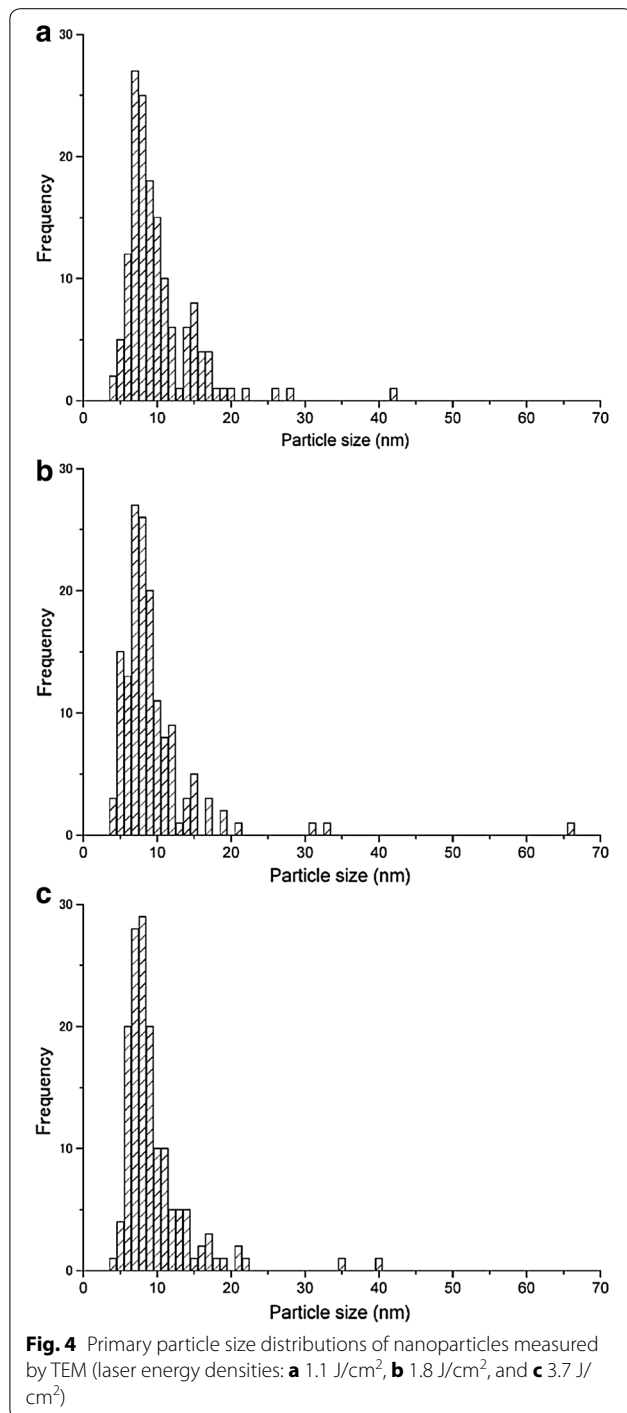 a
30
20
10
0
Frequency
0 10 20 30 40 50 60 70
Particle size (nm)
b
30
20
10
0
Frequency
0 10 20 30 40 50 60 70
Particle size (nm)
c
30
20
10
0
Frequency
0 10 20 30 40 50 60 70
Particle size (nm)
Fig. 4 Primary particle size distributions of nanoparticles measured
by TEM (laser energy densities: a 1.1 J/cm², b 1.8 J/cm², and c 3.7 J/
cm²)